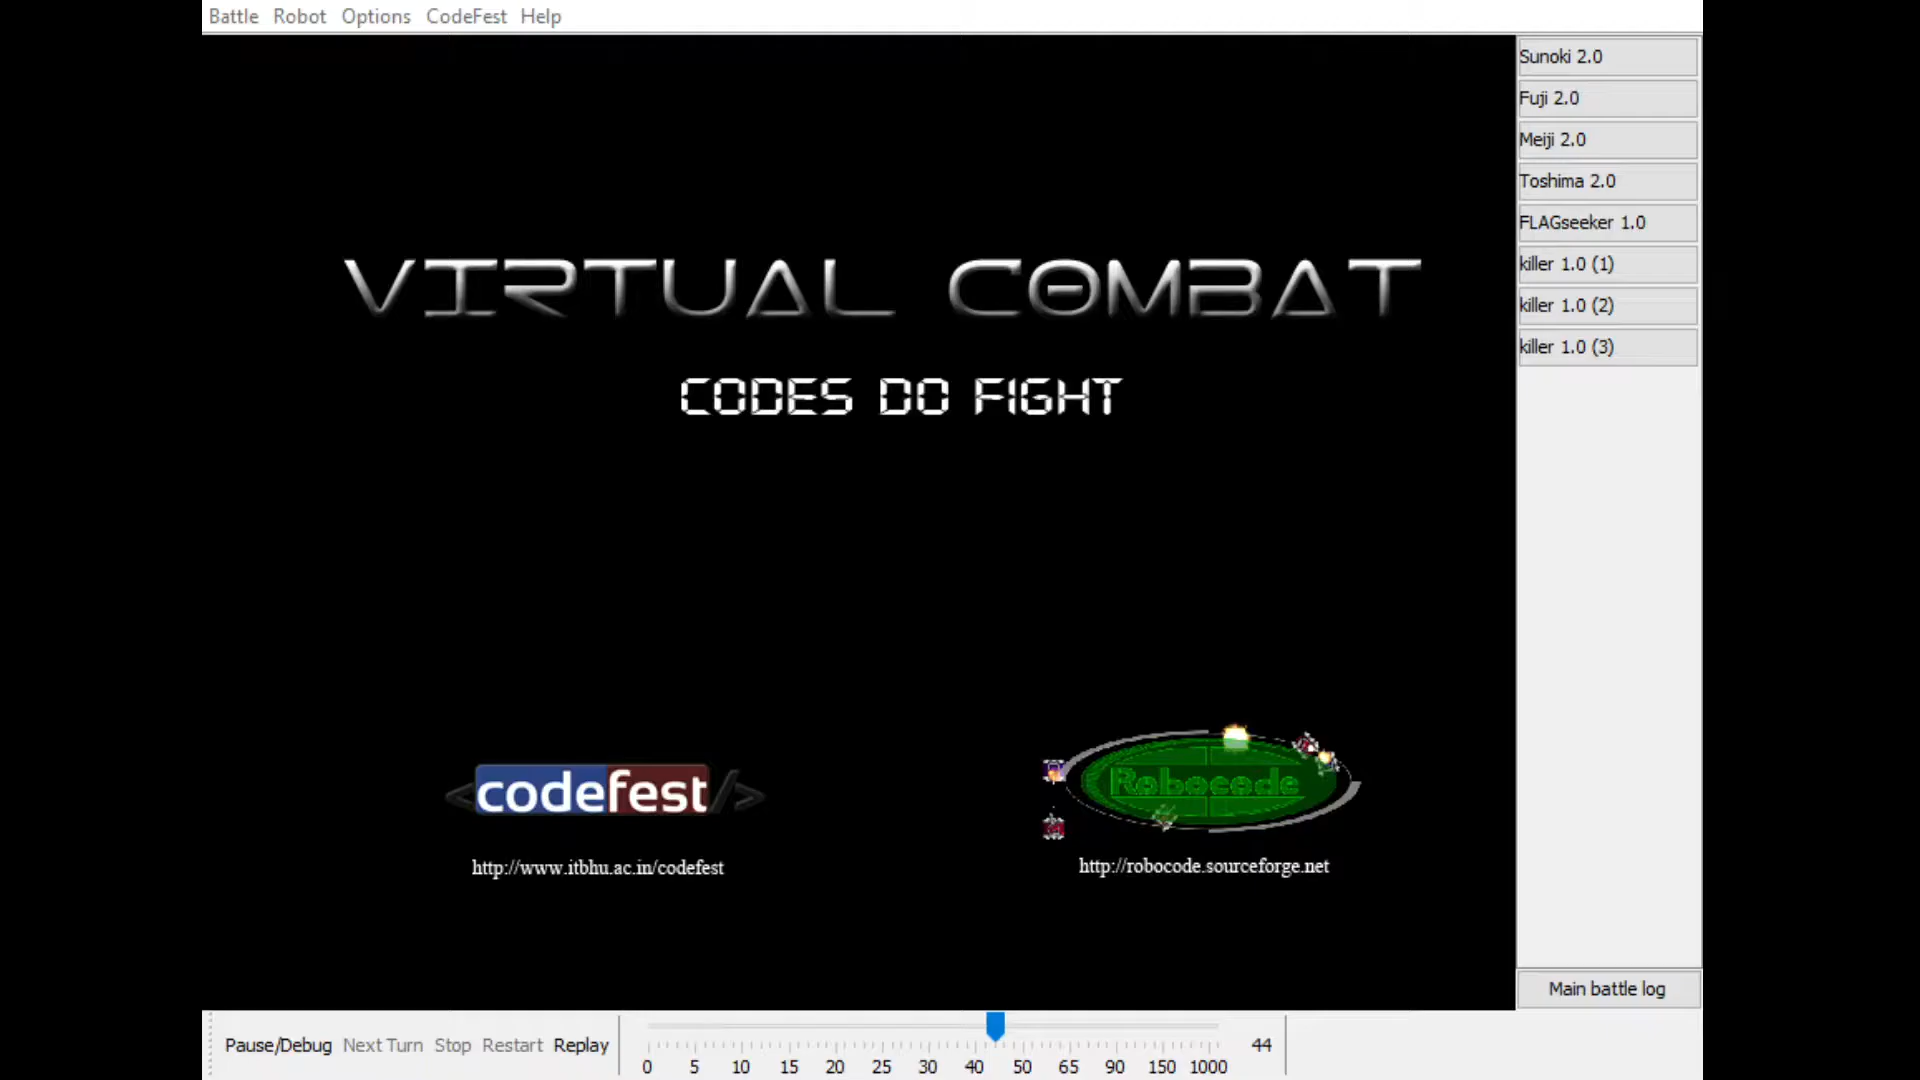 Battle Robot Options CodeFest Help
Sunoki 2.0
Fuji 2.0
Meiji 2.0
Toshima 2.0
FLAGseeker 1.0
killer 1.0 (1)
killer 1.0 (2)
killer 1.0 (3)
VIRTUAL COMBAT
CODES DO FIGHT
<codefest/>
Robocode
http://www.itbhu.ac.in/codefest
http://robocode.sourceforge.net
Main battle log
Pause/Debug Next Turn Stop Restart Replay
44
0 5 10 15 20 25 30 40 50 65 90 150 1000